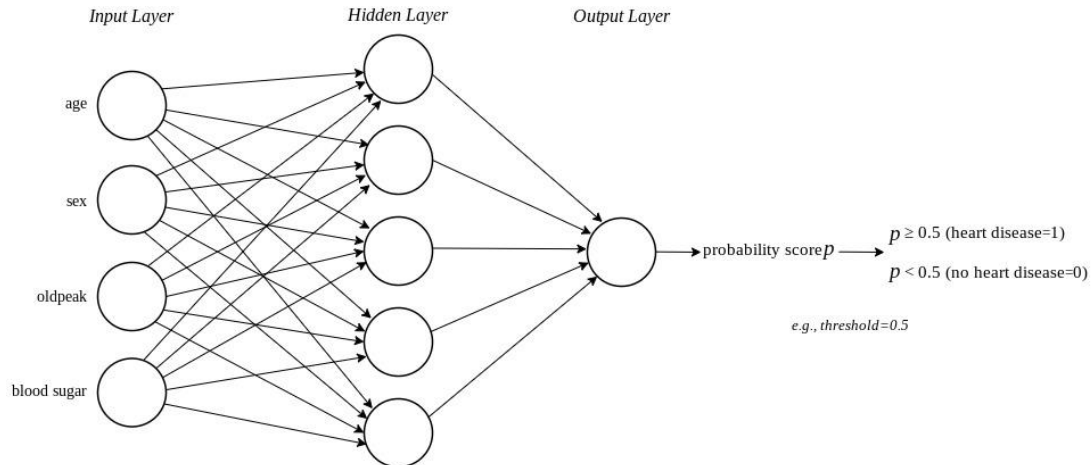 Input Layer
Hidden Layer
Output Layer
age
sex
oldpeak
blood sugar
probability score p
p ≥ 0.5 (heart disease=1)
p < 0.5 (no heart disease=0)
e.g., threshold=0.5